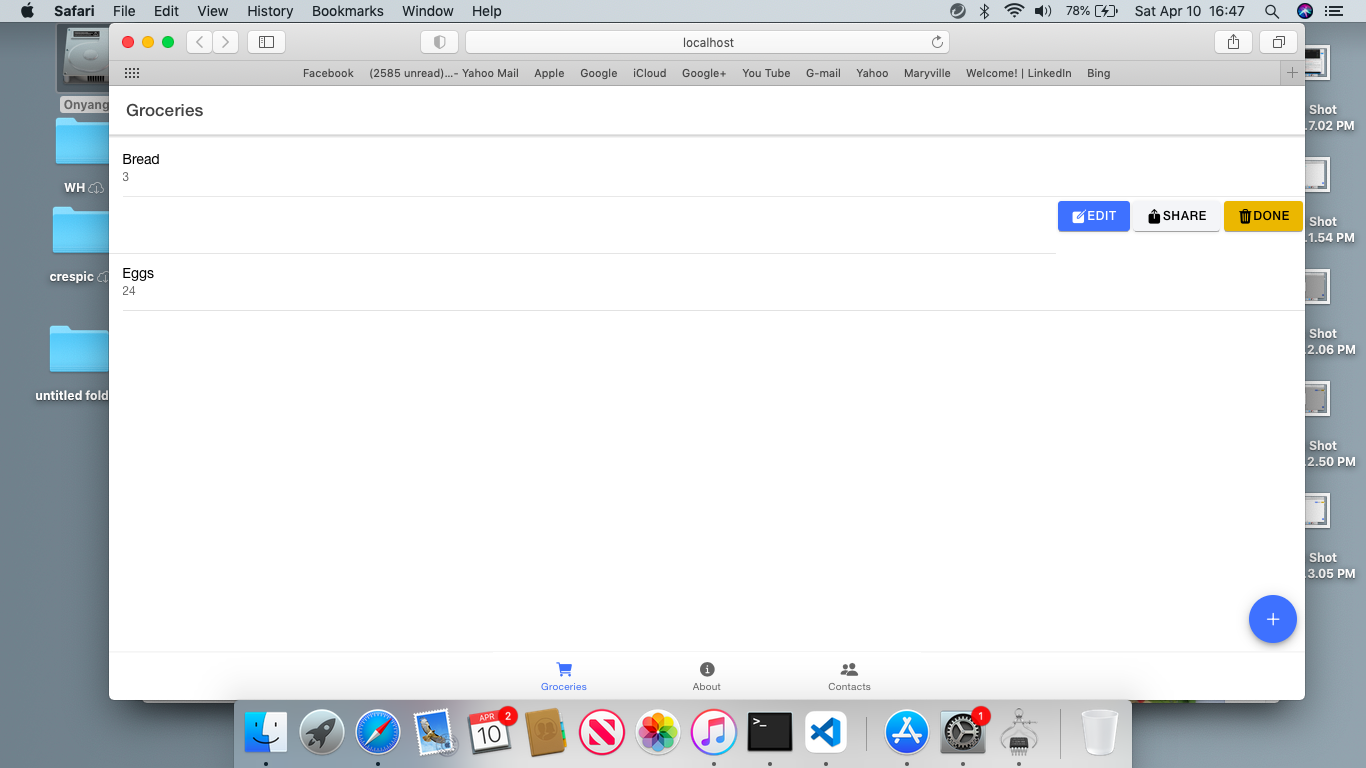 Safari File Edit View History Bookmarks Window Help 78% Sat Apr 10 16:47
localhost
Facebook (2585 unread)...- Yahoo Mail Apple Google iCloud Google+ You Tube G-mail Yahoo Maryville Welcome! | LinkedIn Bing
Groceries
Bread
3
EDIT SHARE DONE
Eggs
24
+
Groceries About Contacts
Onyang
WH
crespic
untitled fold
Shot
.7.02 PM
Shot
.1.54 PM
Shot
.2.06 PM
Shot
.2.50 PM
Shot
.3.05 PM
APR
10
2
N
>_
1